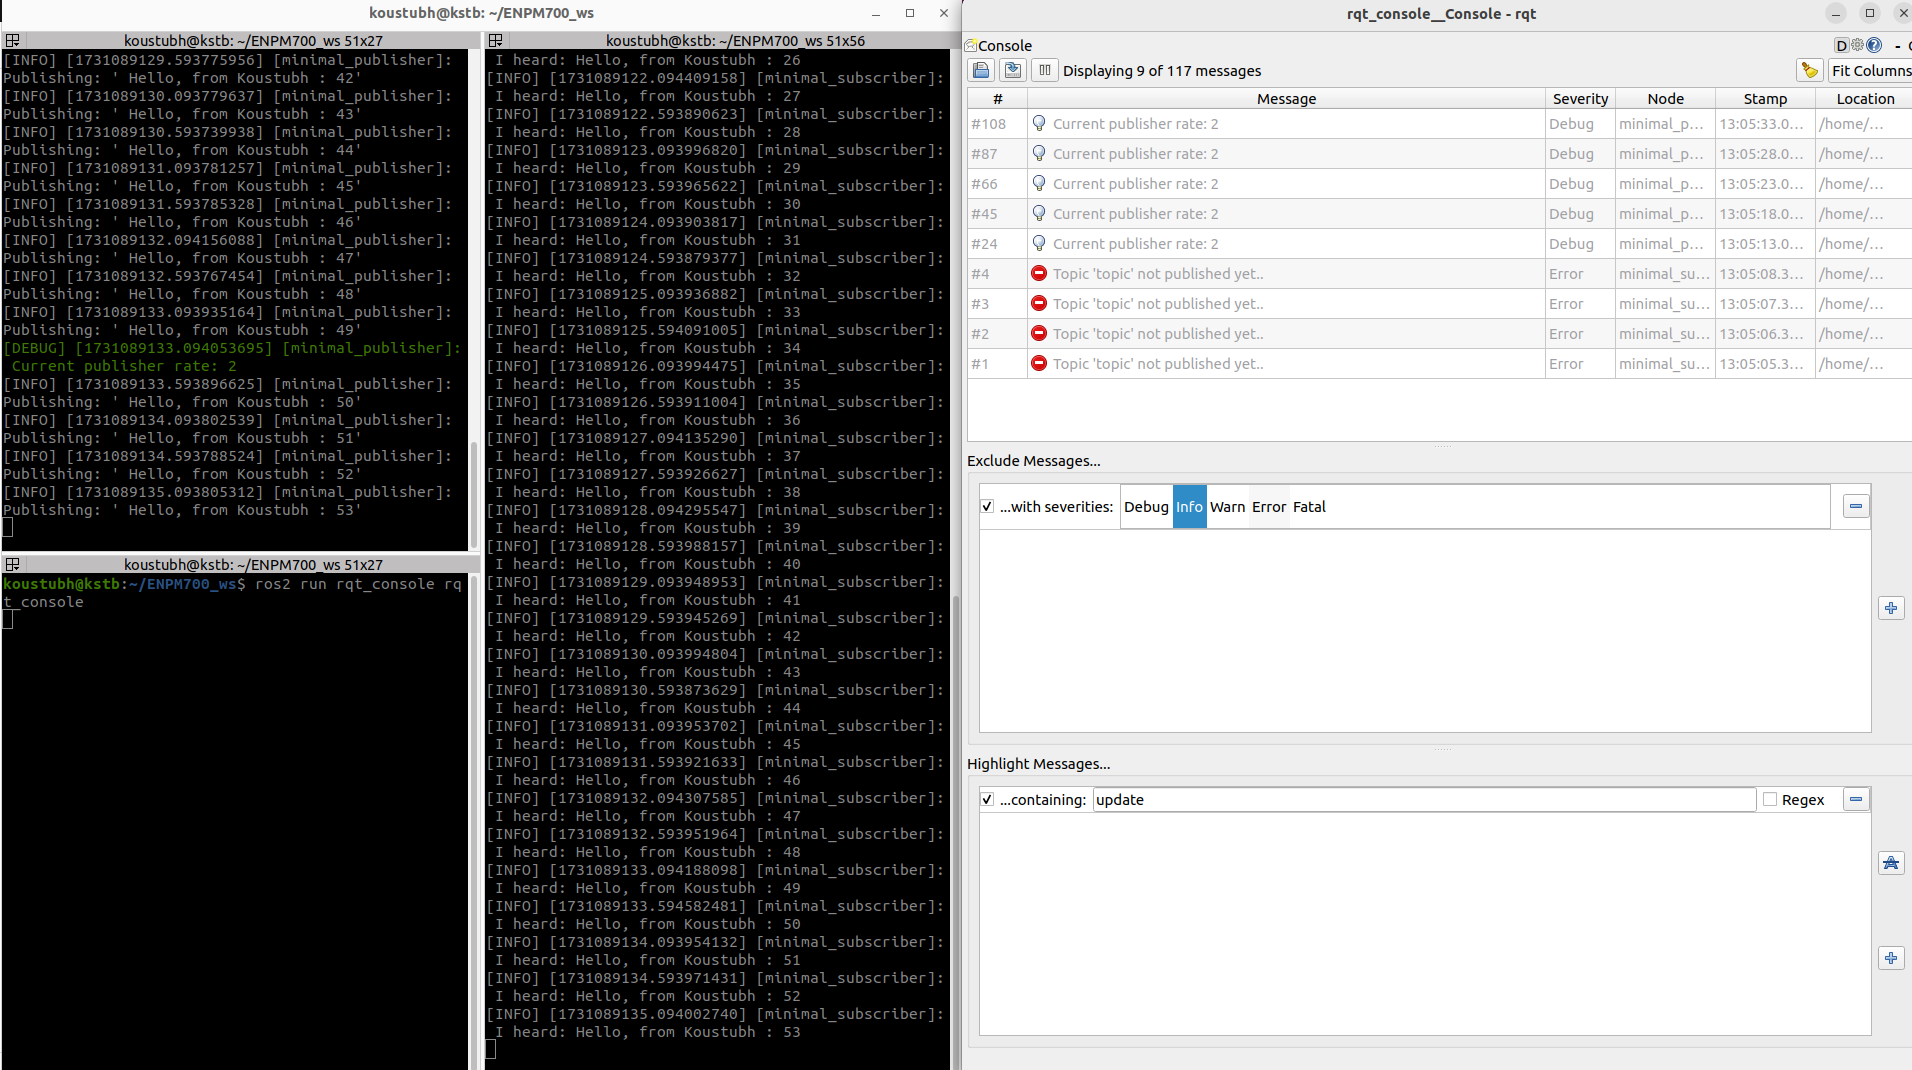 koustubh@kstb: ~/ENPM700_ws
koustubh@kstb: ~/ENPM700_ws 51x27
[INFO] [1731089129.593775956] [minimal_publisher]:
Publishing: ' Hello, from Koustubh : 42'
[INFO] [1731089130.093779637] [minimal_publisher]:
Publishing: ' Hello, from Koustubh : 43'
[INFO] [1731089130.593739938] [minimal_publisher]:
Publishing: ' Hello, from Koustubh : 44'
[INFO] [1731089131.093781257] [minimal_publisher]:
Publishing: ' Hello, from Koustubh : 45'
[INFO] [1731089131.593785328] [minimal_publisher]:
Publishing: ' Hello, from Koustubh : 46'
[INFO] [1731089132.094156088] [minimal_publisher]:
Publishing: ' Hello, from Koustubh : 47'
[INFO] [1731089132.593767454] [minimal_publisher]:
Publishing: ' Hello, from Koustubh : 48'
[INFO] [1731089133.093935164] [minimal_publisher]:
Publishing: ' Hello, from Koustubh : 49'
[DEBUG] [1731089133.094053695] [minimal_publisher]:
Current publisher rate: 2
[INFO] [1731089133.593896625] [minimal_publisher]:
Publishing: ' Hello, from Koustubh : 50'
[INFO] [1731089134.093802539] [minimal_publisher]:
Publishing: ' Hello, from Koustubh : 51'
[INFO] [1731089134.593788524] [minimal_publisher]:
Publishing: ' Hello, from Koustubh : 52'
[INFO] [1731089135.093805312] [minimal_publisher]:
Publishing: ' Hello, from Koustubh : 53'
koustubh@kstb: ~/ENPM700_ws 51x27
koustubh@kstb:~/ENPM700_ws$ ros2 run rqt_console rq
t_console
koustubh@kstb: ~/ENPM700_ws 51x56
I heard: Hello, from Koustubh : 26
[INFO] [1731089122.094409158] [minimal_subscriber]:
I heard: Hello, from Koustubh : 27
[INFO] [1731089122.593890623] [minimal_subscriber]:
I heard: Hello, from Koustubh : 28
[INFO] [1731089123.093996820] [minimal_subscriber]:
I heard: Hello, from Koustubh : 29
[INFO] [1731089123.593965622] [minimal_subscriber]:
I heard: Hello, from Koustubh : 30
[INFO] [1731089124.093903817] [minimal_subscriber]:
I heard: Hello, from Koustubh : 31
[INFO] [1731089124.593879377] [minimal_subscriber]:
I heard: Hello, from Koustubh : 32
[INFO] [1731089125.093936882] [minimal_subscriber]:
I heard: Hello, from Koustubh : 33
[INFO] [1731089125.594091005] [minimal_subscriber]:
I heard: Hello, from Koustubh : 34
[INFO] [1731089126.093994475] [minimal_subscriber]:
I heard: Hello, from Koustubh : 35
[INFO] [1731089126.593911004] [minimal_subscriber]:
I heard: Hello, from Koustubh : 36
[INFO] [1731089127.094135290] [minimal_subscriber]:
I heard: Hello, from Koustubh : 37
[INFO] [1731089127.593926627] [minimal_subscriber]:
I heard: Hello, from Koustubh : 38
[INFO] [1731089128.094295547] [minimal_subscriber]:
I heard: Hello, from Koustubh : 39
[INFO] [1731089128.593988157] [minimal_subscriber]:
I heard: Hello, from Koustubh : 40
[INFO] [1731089129.093948953] [minimal_subscriber]:
I heard: Hello, from Koustubh : 41
[INFO] [1731089129.593945269] [minimal_subscriber]:
I heard: Hello, from Koustubh : 42
[INFO] [1731089130.093994804] [minimal_subscriber]:
I heard: Hello, from Koustubh : 43
[INFO] [1731089130.593873629] [minimal_subscriber]:
I heard: Hello, from Koustubh : 44
[INFO] [1731089131.093953702] [minimal_subscriber]:
I heard: Hello, from Koustubh : 45
[INFO] [1731089131.593921633] [minimal_subscriber]:
I heard: Hello, from Koustubh : 46
[INFO] [1731089132.094307585] [minimal_subscriber]:
I heard: Hello, from Koustubh : 47
[INFO] [1731089132.593951964] [minimal_subscriber]:
I heard: Hello, from Koustubh : 48
[INFO] [1731089133.094188098] [minimal_subscriber]:
I heard: Hello, from Koustubh : 49
[INFO] [1731089133.594582481] [minimal_subscriber]:
I heard: Hello, from Koustubh : 50
[INFO] [1731089134.093954132] [minimal_subscriber]:
I heard: Hello, from Koustubh : 51
[INFO] [1731089134.593971431] [minimal_subscriber]:
I heard: Hello, from Koustubh : 52
[INFO] [1731089135.094002740] [minimal_subscriber]:
I heard: Hello, from Koustubh : 53
rqt_console__Console - rqt
Console D - O
Displaying 9 of 117 messages Fit Columns
# Message Severity Node Stamp Location
#108 Current publisher rate: 2 Debug minimal_p... 13:05:33.0... /home/...
#87 Current publisher rate: 2 Debug minimal_p... 13:05:28.0... /home/...
#66 Current publisher rate: 2 Debug minimal_p... 13:05:23.0... /home/...
#45 Current publisher rate: 2 Debug minimal_p... 13:05:18.0... /home/...
#24 Current publisher rate: 2 Debug minimal_p... 13:05:13.0... /home/...
#4 Topic 'topic' not published yet.. Error minimal_su... 13:05:08.3... /home/...
#3 Topic 'topic' not published yet.. Error minimal_su... 13:05:07.3... /home/...
#2 Topic 'topic' not published yet.. Error minimal_su... 13:05:06.3... /home/...
#1 Topic 'topic' not published yet.. Error minimal_su... 13:05:05.3... /home/...
Exclude Messages...
...with severities: Debug Info Warn Error Fatal
Highlight Messages...
...containing: update Regex